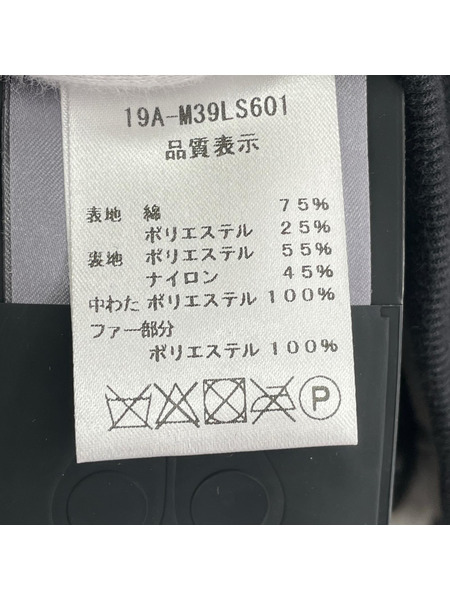 19A-M39LS601
品質表示
表地 綿 75%
ポリエステル 25%
裏地 ポリエステル 55%
ナイロン 45%
中わた ポリエステル 100%
ファー部分
ポリエステル 100%
P